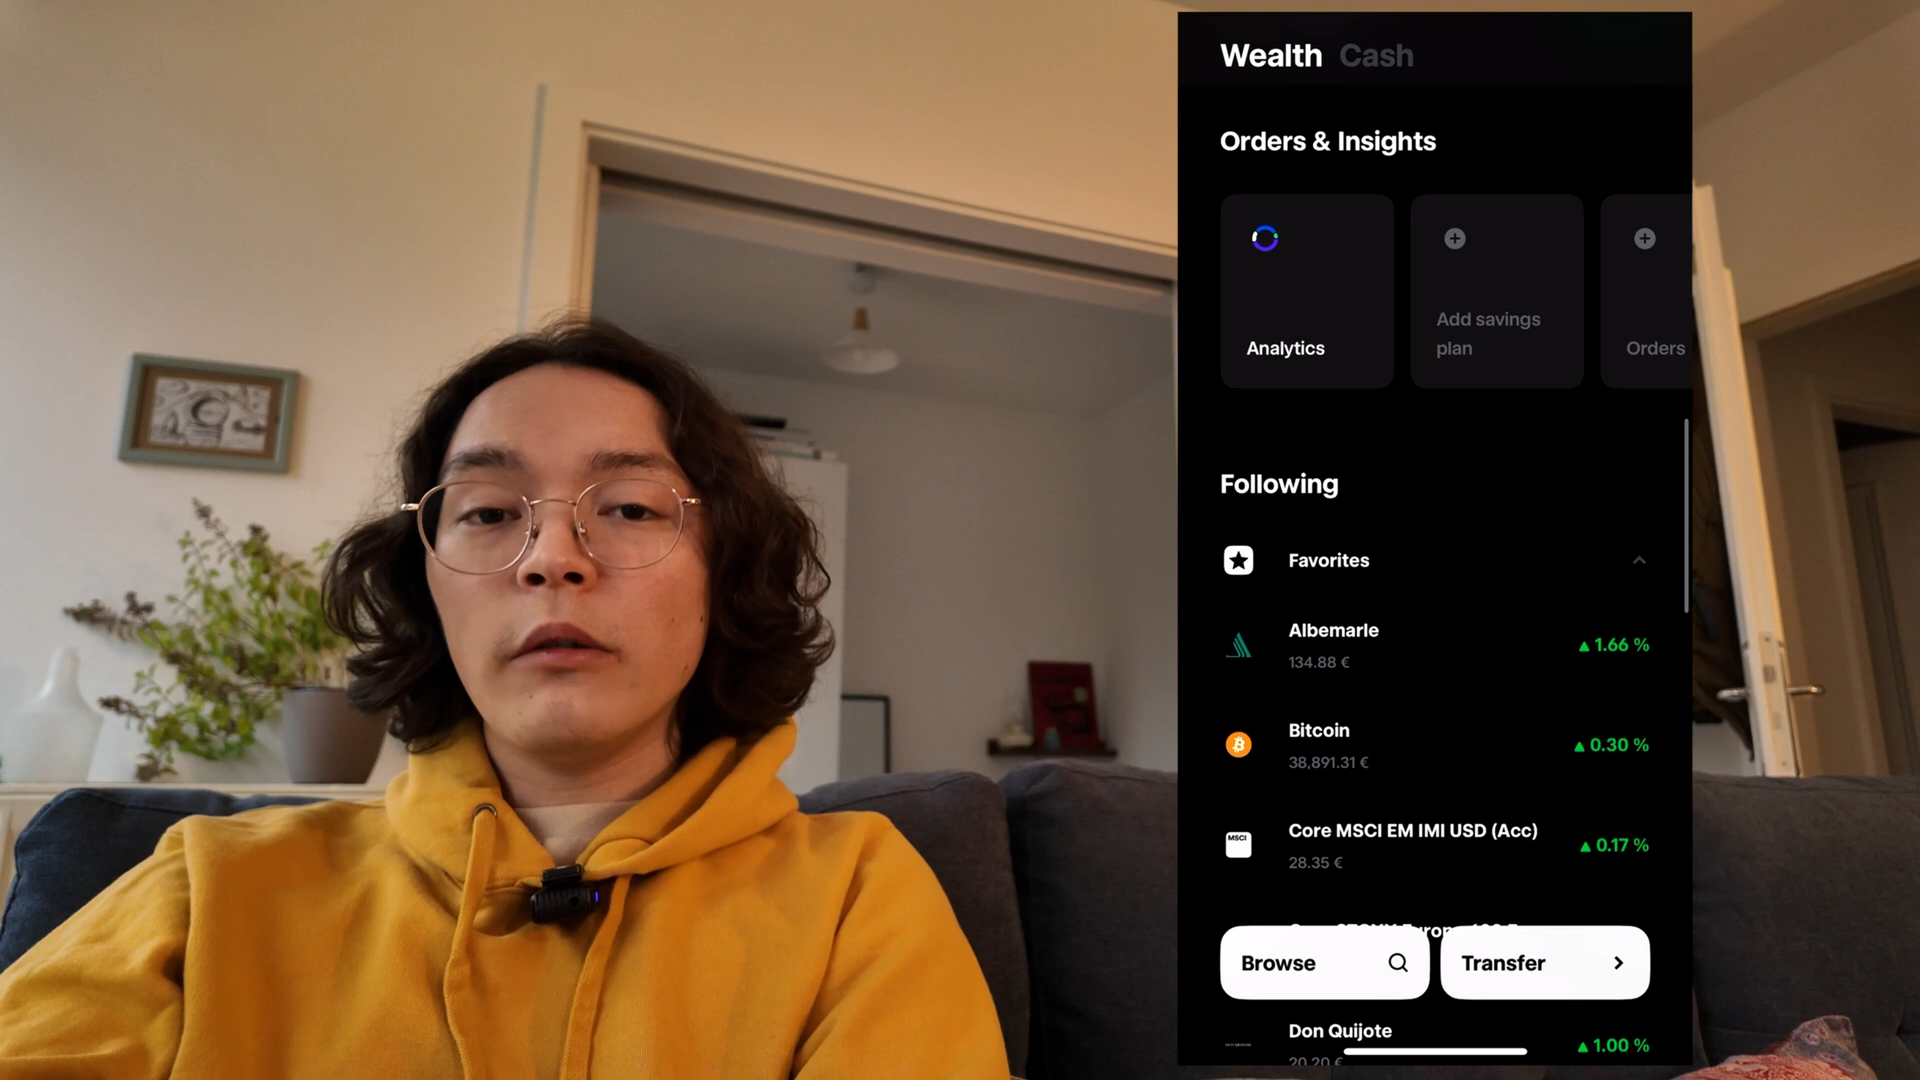 Wealth Cash
Orders & Insights
Analytics
Add savings
plan
Orders
Following
Favorites
Albemarle
134.88 €
▲ 1.66 %
Bitcoin
38,891.31 €
▲ 0.30 %
MSCI
Core MSCI EM IMI USD (Acc)
28.35 €
▲ 0.17 %
Browse
Transfer
Don Quijote
20.20 €
▲ 1.00 %